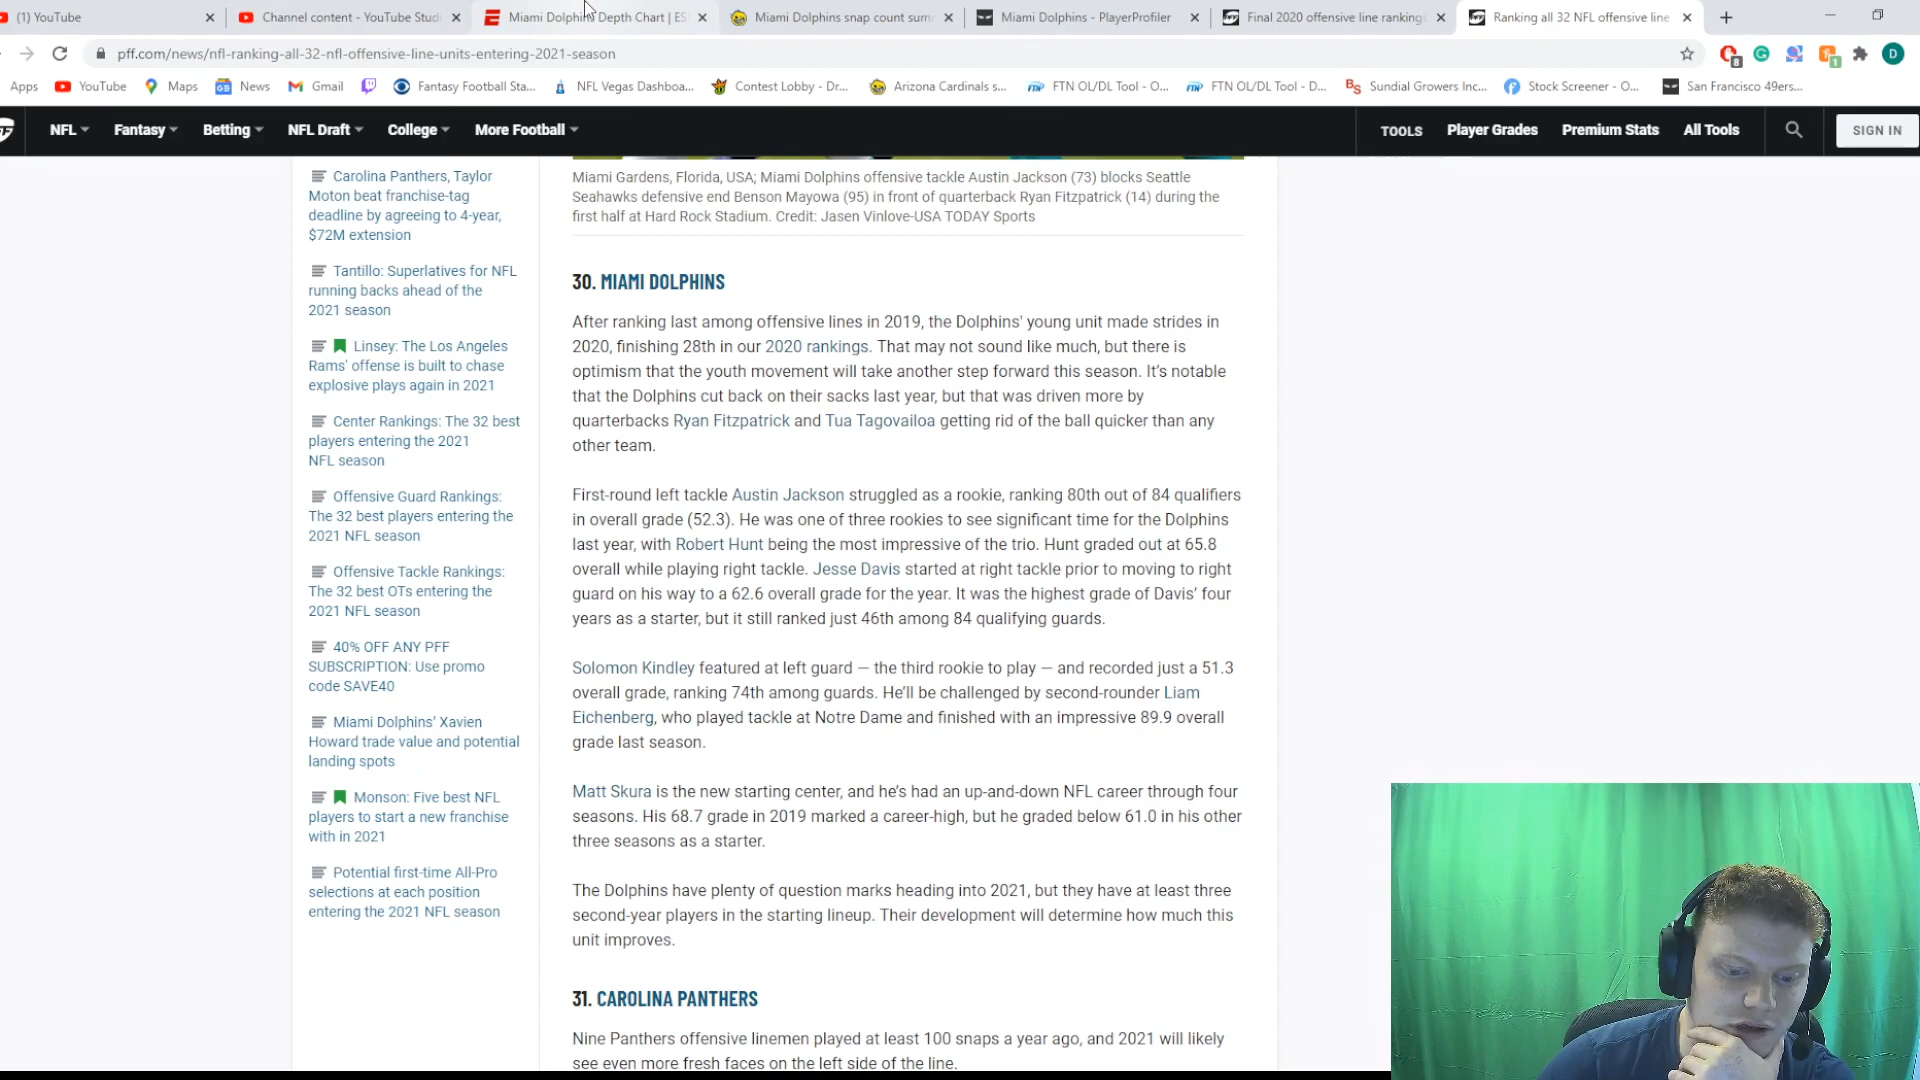 (1) YouTube
Channel content - YouTube Studi
Miami Dolphins Depth Chart | ES
Miami Dolphins snap count sum
Miami Dolphins - PlayerProfiler
Final 2020 offensive line rankings
Ranking all 32 NFL offensive line
pff.com/news/nfl-ranking-all-32-nfl-offensive-line-units-entering-2021-season
Apps YouTube Maps News Gmail Fantasy Football Sta... NFL Vegas Dashboa... Contest Lobby - Dr... Arizona Cardinals s... FTN OL/DL Tool - O... FTN OL/DL Tool - D... Sundial Growers Inc... Stock Screener - O... San Francisco 49ers...
NFL Fantasy Betting NFL Draft College More Football TOOLS Player Grades Premium Stats All Tools SIGN IN
Carolina Panthers, Taylor
Moton beat franchise-tag
deadline by agreeing to 4-year,
$72M extension
Tantillo: Superlatives for NFL
running backs ahead of the
2021 season
Linsey: The Los Angeles
Rams' offense is built to chase
explosive plays again in 2021
Center Rankings: The 32 best
players entering the 2021
NFL season
Offensive Guard Rankings:
The 32 best players entering the
2021 NFL season
Offensive Tackle Rankings:
The 32 best OTs entering the
2021 NFL season
40% OFF ANY PFF
SUBSCRIPTION: Use promo
code SAVE40
Miami Dolphins' Xavien
Howard trade value and potential
landing spots
Monson: Five best NFL
players to start a new franchise
with in 2021
Potential first-time All-Pro
selections at each position
entering the 2021 NFL season
Miami Gardens, Florida, USA; Miami Dolphins offensive tackle Austin Jackson (73) blocks Seattle
Seahawks defensive end Benson Mayowa (95) in front of quarterback Ryan Fitzpatrick (14) during the
first half at Hard Rock Stadium. Credit: Jasen Vinlove-USA TODAY Sports
30. MIAMI DOLPHINS
After ranking last among offensive lines in 2019, the Dolphins' young unit made strides in
2020, finishing 28th in our 2020 rankings. That may not sound like much, but there is
optimism that the youth movement will take another step forward this season. It's notable
that the Dolphins cut back on their sacks last year, but that was driven more by
quarterbacks Ryan Fitzpatrick and Tua Tagovailoa getting rid of the ball quicker than any
other team.
First-round left tackle Austin Jackson struggled as a rookie, ranking 80th out of 84 qualifiers
in overall grade (52.3). He was one of three rookies to see significant time for the Dolphins
last year, with Robert Hunt being the most impressive of the trio. Hunt graded out at 65.8
overall while playing right tackle. Jesse Davis started at right tackle prior to moving to right
guard on his way to a 62.6 overall grade for the year. It was the highest grade of Davis' four
years as a starter, but it still ranked just 46th among 84 qualifying guards.
Solomon Kindley featured at left guard — the third rookie to play — and recorded just a 51.3
overall grade, ranking 74th among guards. He'll be challenged by second-rounder Liam
Eichenberg, who played tackle at Notre Dame and finished with an impressive 89.9 overall
grade last season.
Matt Skura is the new starting center, and he's had an up-and-down NFL career through four
seasons. His 68.7 grade in 2019 marked a career-high, but he graded below 61.0 in his other
three seasons as a starter.
The Dolphins have plenty of question marks heading into 2021, but they have at least three
second-year players in the starting lineup. Their development will determine how much this
unit improves.
31. CAROLINA PANTHERS
Nine Panthers offensive linemen played at least 100 snaps a year ago, and 2021 will likely
see even more fresh faces on the left side of the line.